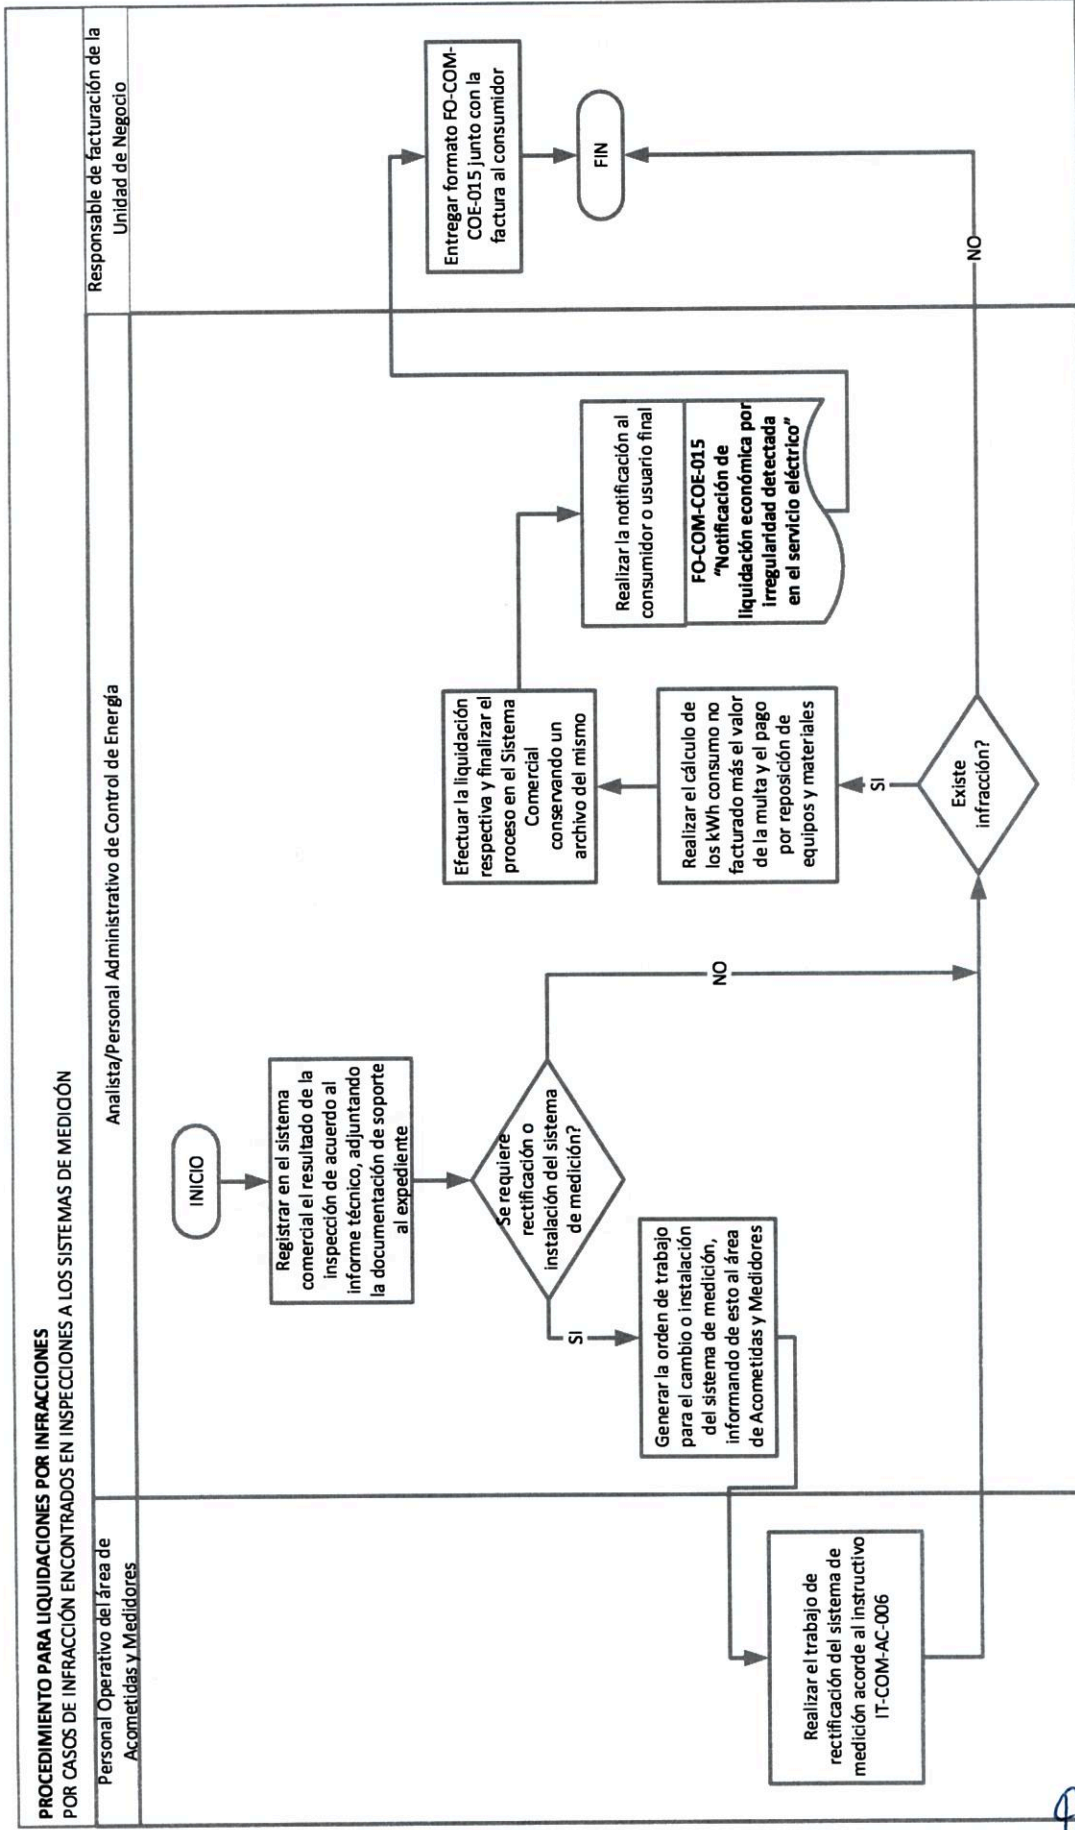 PROCEDIMIENTO PARA LIQUIDACIONES POR INFRACCIONES
POR CASOS DE INFRACCIÓN ENCONTRADOS EN INSPECCIONES A LOS SISTEMAS DE MEDICIÓN
Personal Operativo del área de
Acometidas y Medidores
Analista/Personal Administrativo de Control de Energía
Responsable de facturación de la
Unidad de Negocio
INICIO
Registrar en el sistema
comercial el resultado de la
inspección de acuerdo al
informe técnico, adjuntando
la documentación de soporte
al expediente
Se requiere
rectificación o
instalación del sistema
de medición?
SI
NO
Generar la orden de trabajo
para el cambio o instalación
del sistema de medición,
informando de esto al área
de Acometidas y Medidores
Realizar el trabajo de
rectificación del sistema de
medición acorde al instructivo
IT-COM-AC-006
Existe
infracción?
SI
NO
Realizar el cálculo de
los kWh consumo no
facturado más el valor
de la multa y el pago
por reposición de
equipos y materiales
Efectuar la liquidación
respectiva y finalizar el
proceso en el Sistema
Comercial
conservando un
archivo del mismo
Realizar la notificación al
consumidor o usuario final
FO-COM-COE-015
"Notificación de
liquidación económica por
irregularidad detectada
en el servicio eléctrico"
Entregar formato FO-COM-
COE-015 junto con la
factura al consumidor
FIN